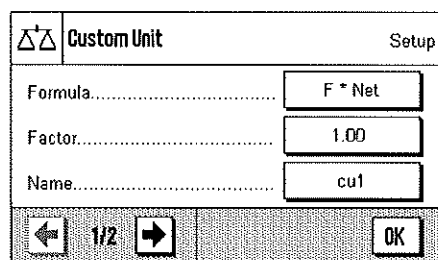 Custom Unit Setup
Formula................................ F * Net
Factor................................ 1.00
Name................................ cu1
1/2 OK